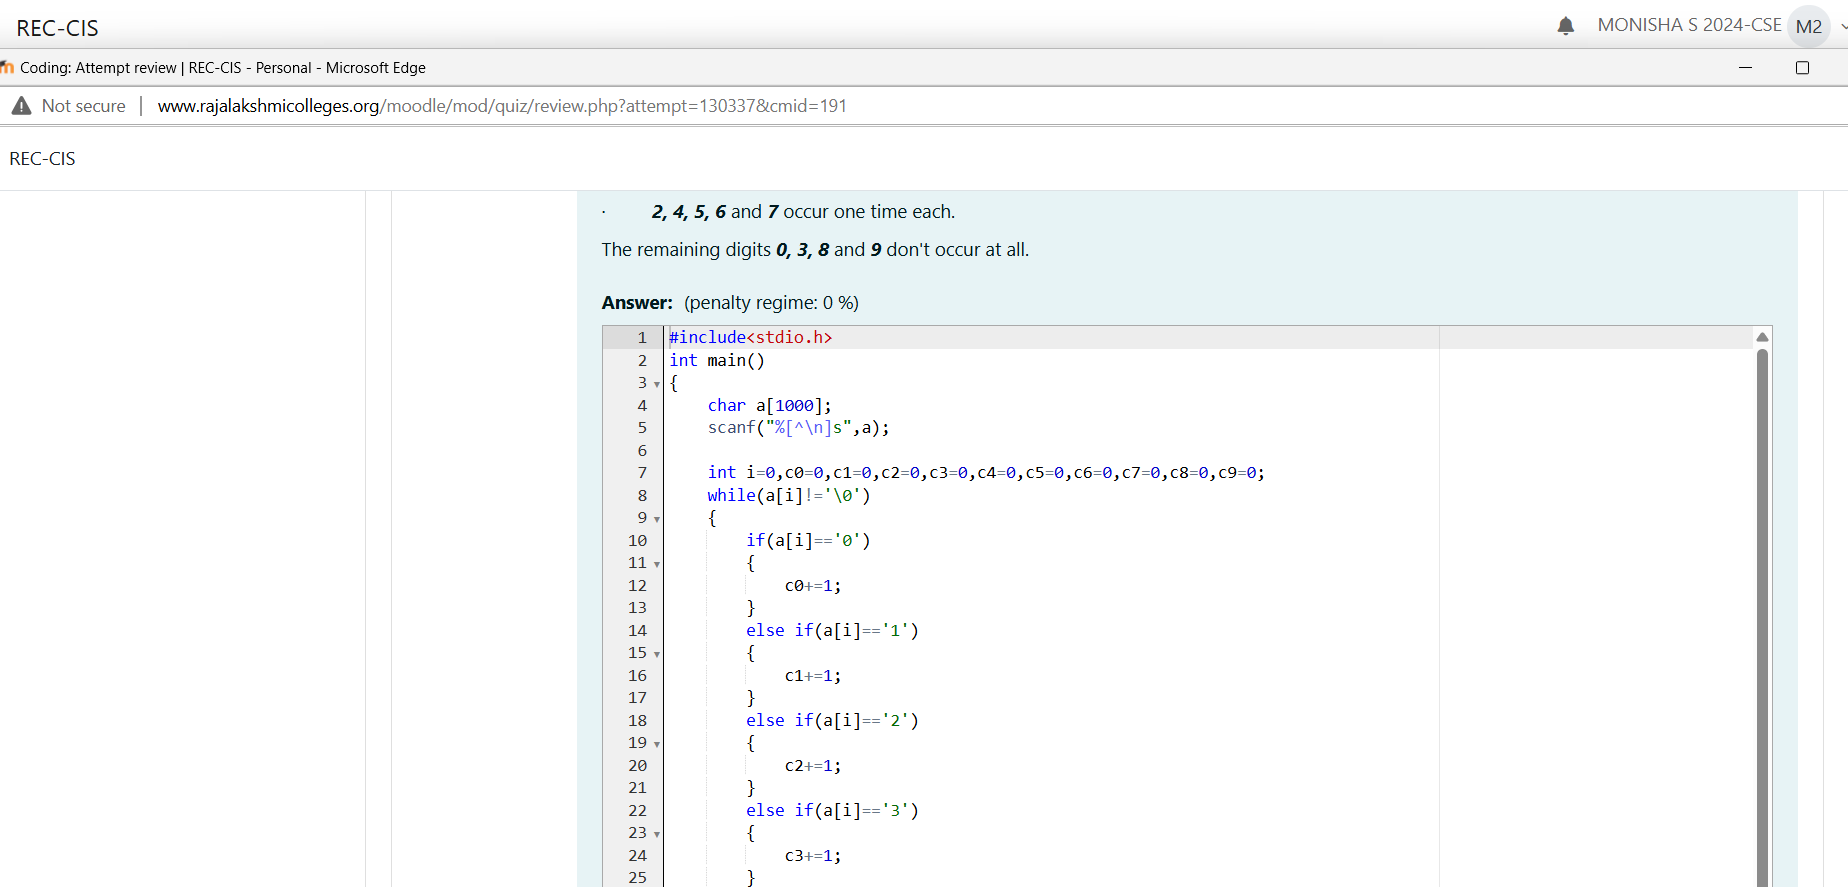 REC-CIS
MONISHA S 2024-CSE M2
Coding: Attempt review | REC-CIS - Personal - Microsoft Edge
Not secure | www.rajalakshmicolleges.org/moodle/mod/quiz/review.php?attempt=130337&cmid=191
REC-CIS
· 2, 4, 5, 6 and 7 occur one time each.
The remaining digits 0, 3, 8 and 9 don't occur at all.
Answer: (penalty regime: 0 %)
1 #include<stdio.h>
2 int main()
3 {
4 char a[1000];
5 scanf("%[^\n]s",a);
6
7 int i=0,c0=0,c1=0,c2=0,c3=0,c4=0,c5=0,c6=0,c7=0,c8=0,c9=0;
8 while(a[i]!='\0')
9 {
10 if(a[i]=='0')
11 {
12 c0+=1;
13 }
14 else if(a[i]=='1')
15 {
16 c1+=1;
17 }
18 else if(a[i]=='2')
19 {
20 c2+=1;
21 }
22 else if(a[i]=='3')
23 {
24 c3+=1;
25 }